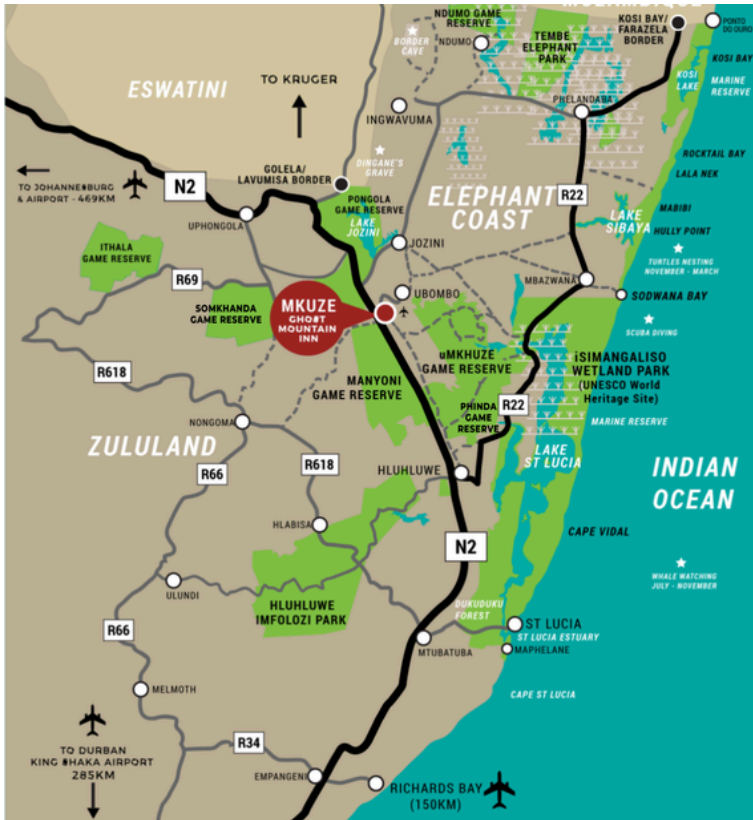 MOZAMBIQUE
NDUMO GAME
RESERVE
KOSI BAY/
FARAZELA
BORDER
PONTO
DO OURO
BORDER
CAVE
NDUMO
TEMBE
ELEPHANT
PARK
KOSI BAY
KOSI
LAKE
MARINE
RESERVE
ESWATINI
TO KRUGER
INGWAVUMA
PHELANDABA
DINGANE'S
GRAVE
ROCKTAIL BAY
LALA NEK
GOLELA/
LAVUMISA BORDER
N2
TO JOHANNESBURG
& AIRPORT - 469KM
UPHONGOLA
PONGOLA
GAME RESERVE
LAKE
JOZINI
ELEPHANT
COAST
R22
MABIBI
LAKE
SIBAYA
HULLY POINT
JOZINI
ITHALA
GAME RESERVE
TURTLES NESTING
NOVEMBER - MARCH
R69
MBAZWANA
SODWANA BAY
UBOMBO
SOMKHANDA
GAME RESERVE
MKUZE
GHOST
MOUNTAIN
INN
SCUBA DIVING
uMKHUZE
GAME RESERVE
iSIMANGALISO
WETLAND PARK
(UNESCO World
Heritage Site)
R618
MANYONI
GAME RESERVE
PHINDA
GAME
RESERVE
R22
MARINE RESERVE
NONGOMA
ZULULAND
R66
R618
HLUHLUWE
LAKE
ST LUCIA
INDIAN
OCEAN
HLABISA
N2
CAPE VIDAL
WHALE WATCHING
JULY - NOVEMBER
ULUNDI
HLUHLUWE
IMFOLOZI PARK
DUKUDUKU
FOREST
R66
ST LUCIA
ST LUCIA ESTUARY
MTUBATUBA
MAPHELANE
MELMOTH
CAPE ST LUCIA
TO DURBAN
KING SHAKA AIRPORT
285KM
R34
EMPANGENI
RICHARDS BAY
(150KM)